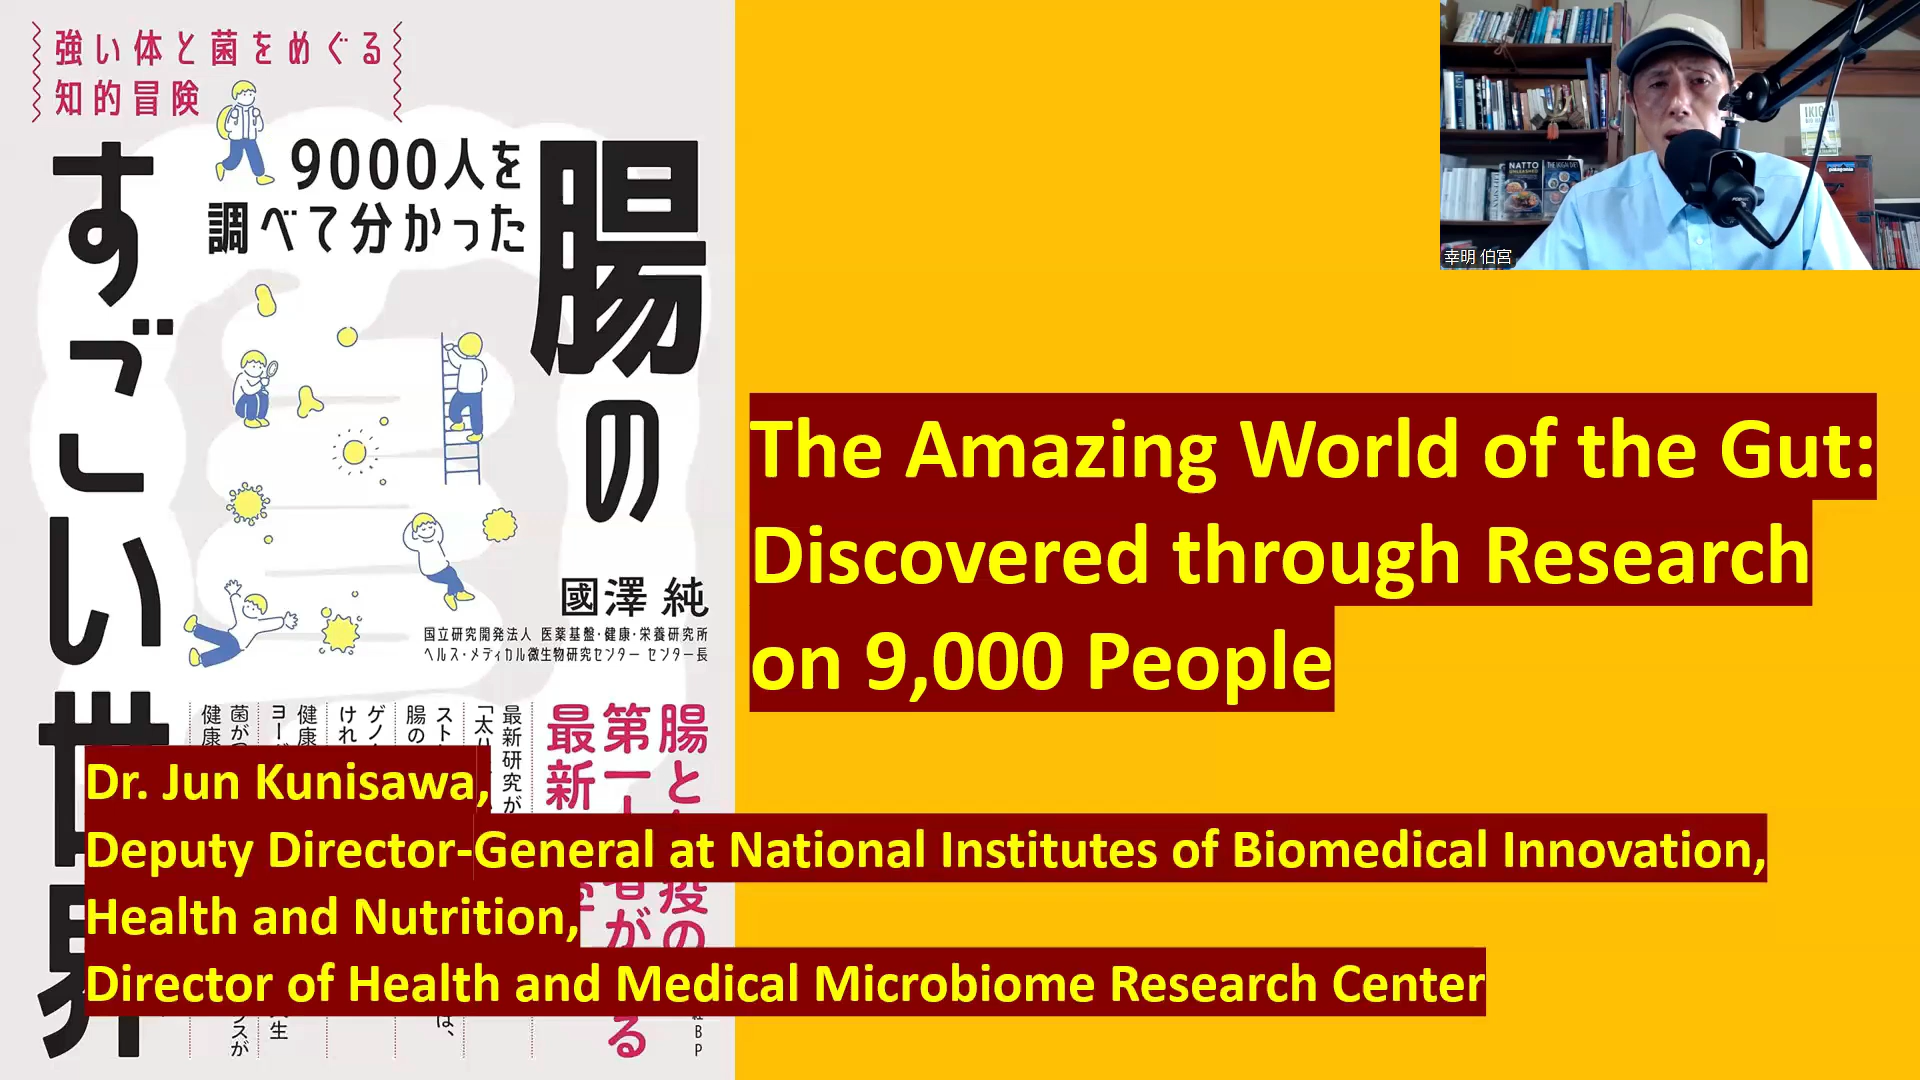 強い体と菌をめぐる
知的冒険
9000人を
調べて分かった
腸の
すごい世界
國澤 純
国立研究開発法人 医薬基盤・健康・栄養研究所
ヘルス・メディカル微生物研究センター センター長
最新研究が
健康
The Amazing World of the Gut:
Discovered through Research
on 9,000 People
Dr. Jun Kunisawa,
Deputy Director-General at National Institutes of Biomedical Innovation,
Health and Nutrition,
Director of Health and Medical Microbiome Research Center
NATTO
幸明 伯宮